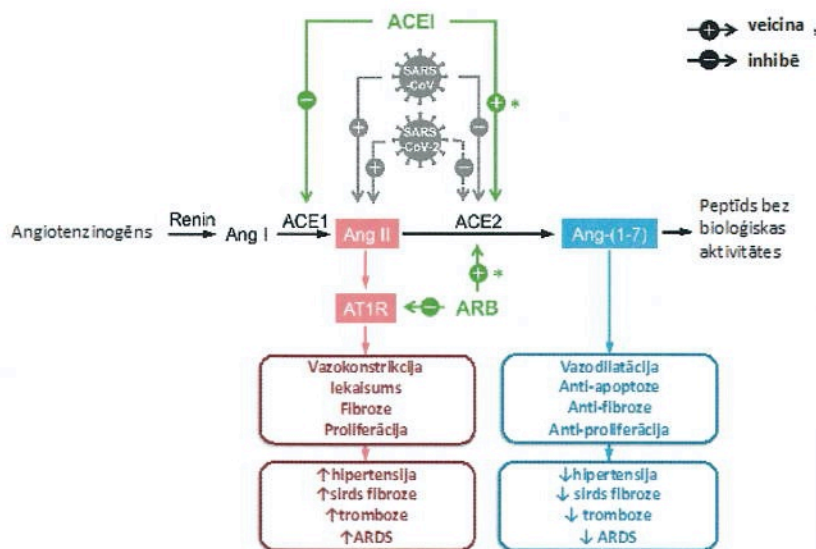 ACEI
veicina ,
inhibē
SARS
-CoV
SARS
-CoV-2
*
Angiotenzinogēns
Renin
Ang I
ACE1
Ang II
ACE2
Ang-(1-7)
Peptīds bez
bioloģiskas
aktivitātes
*
AT1R
ARB
Vazokonstrikcija
Iekaisums
Fibroze
Proliferācija
Vazodilatācija
Anti-apoptoze
Anti-fibroze
Anti-proliferācija
↑hipertensija
↑sirds fibroze
↑tromboze
↑ARDS
↓hipertensija
↓ sirds fibroze
↓ tromboze
↓ ARDS